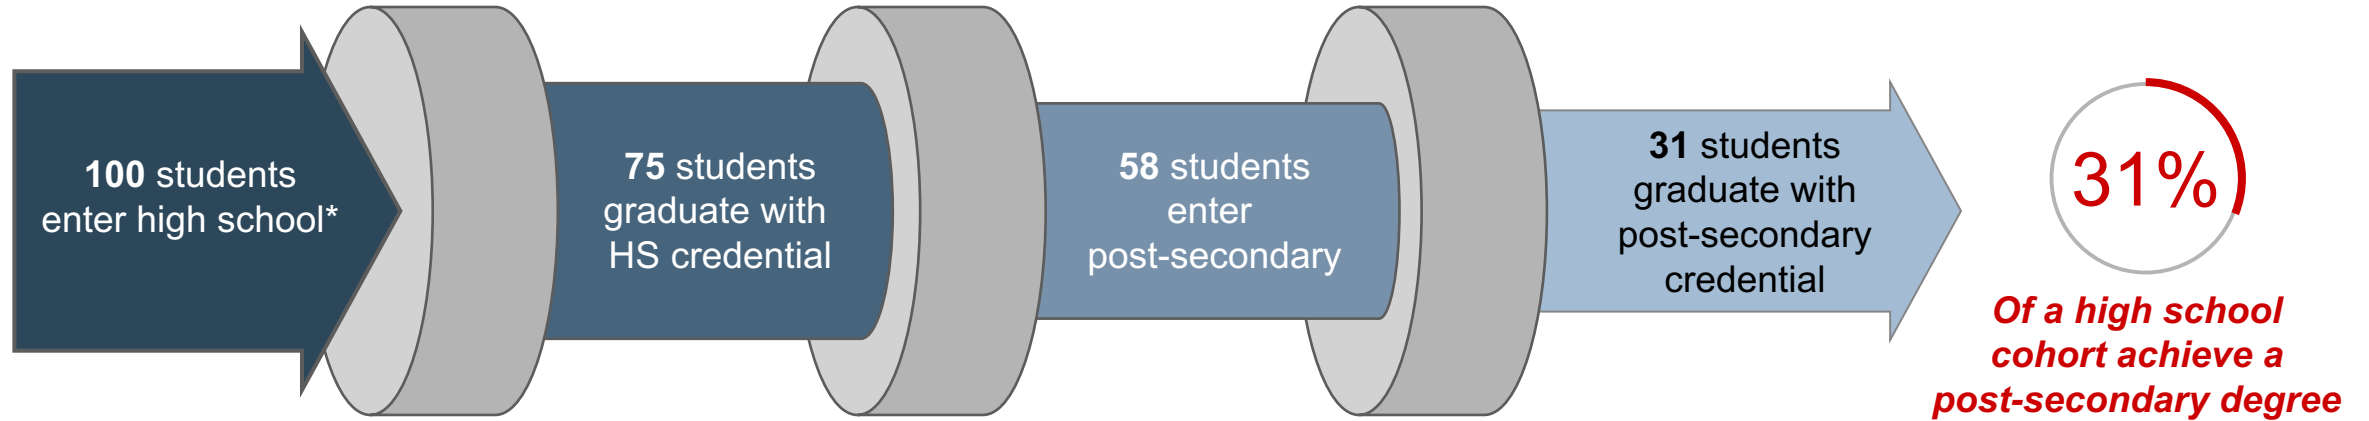 100 students
enter high school*
75 students
graduate with
HS credential
58 students
enter
post-secondary
31 students
graduate with
post-secondary
credential
31%
Of a high school
cohort achieve a
post-secondary degree